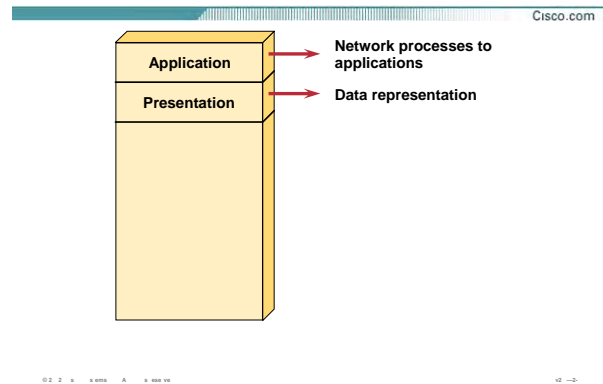 Cisco.com
Application
Network processes to
applications
Presentation
Data representation